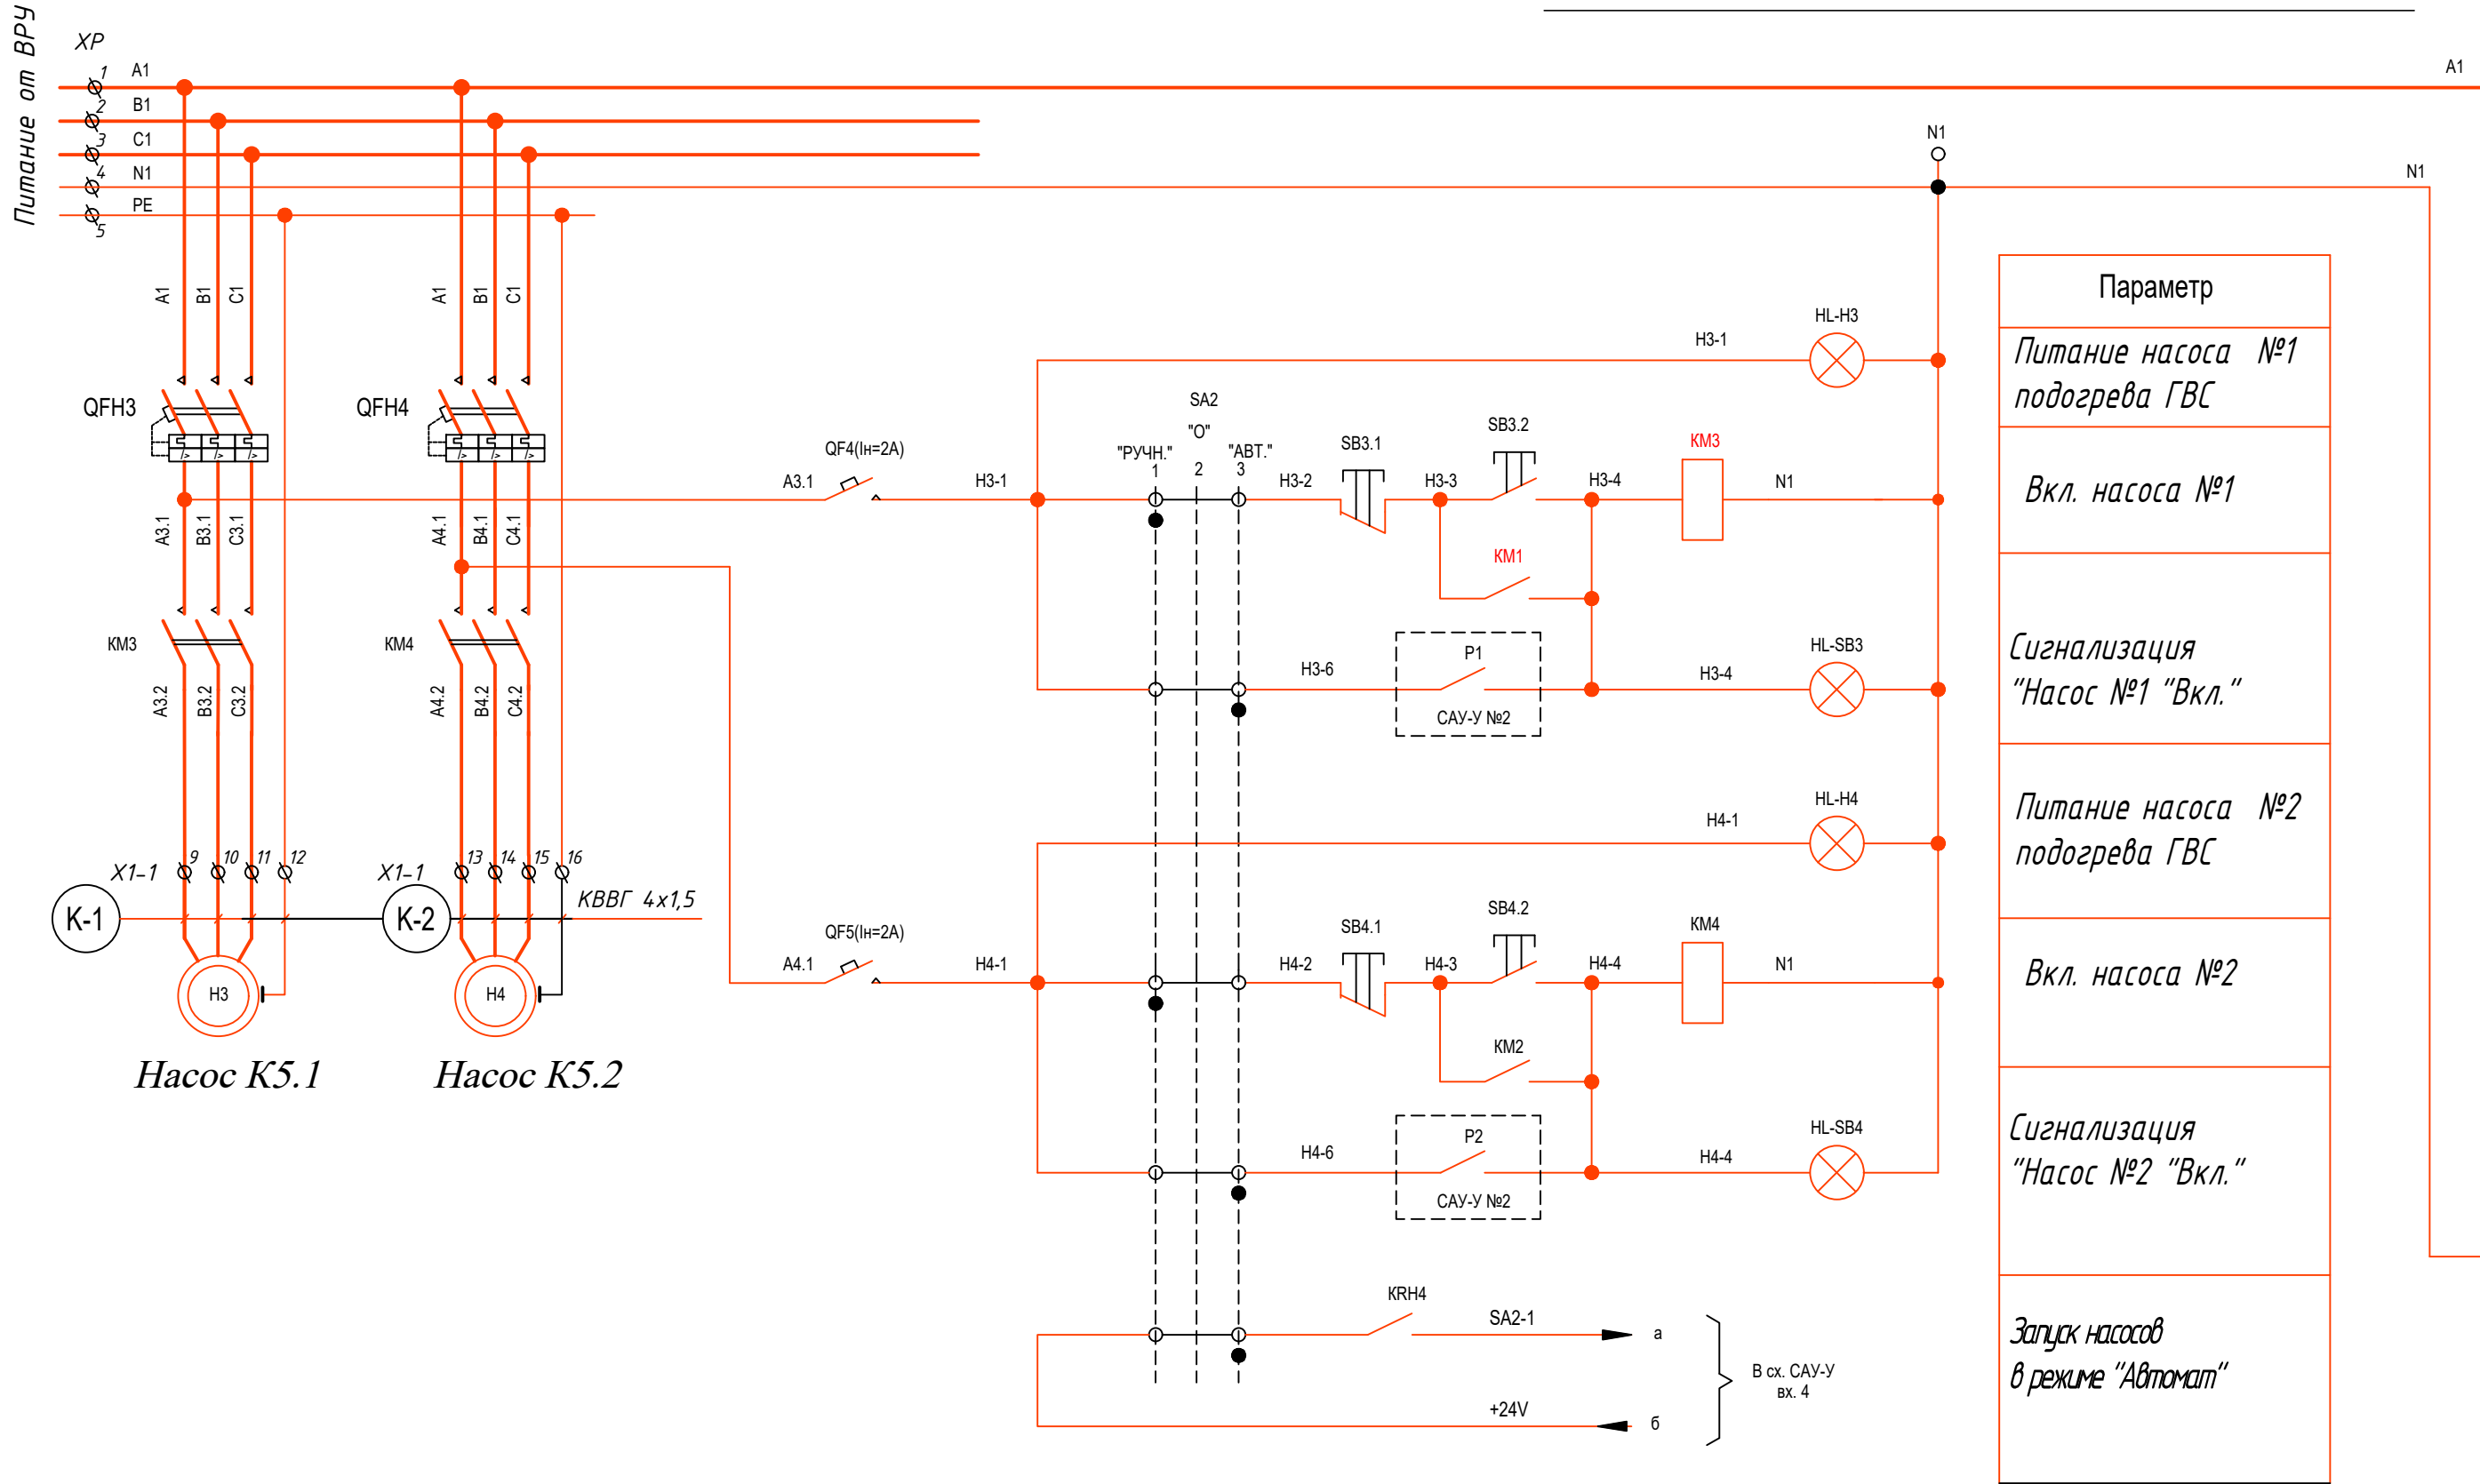 Питание от ВРУ
XP
1 A1
2 B1
3 C1
4 N1
PE
5
A1
N1
N1
A1 B1 C1
A1 B1 C1
QFH3
QFH4
A3.1 B3.1 C3.1
A4.1 B4.1 C4.1
KM3
KM4
A3.2 B3.2 C3.2
A4.2 B4.2 C4.2
X1-1 9 10 11 12
X1-1 13 14 15 16
K-1
K-2
КВВГ 4х1,5
H3
H4
Насос К5.1
Насос К5.2
HL-H3
H3-1
SA2
"О"
"РУЧН." "АВТ."
1 2 3
QF4(Iн=2А)
A3.1
H3-1
H3-2
SB3.1
H3-3
SB3.2
H3-4
KM3
N1
KM1
H3-6
P1
САУ-У №2
H3-4
HL-SB3
HL-H4
H4-1
QF5(Iн=2А)
A4.1
H4-1
H4-2
SB4.1
H4-3
SB4.2
H4-4
KM4
N1
KM2
H4-6
P2
САУ-У №2
H4-4
HL-SB4
KRH4
SA2-1
а
+24V
б
В сх. САУ-У
вх. 4
Параметр
Питание насоса №1
подогрева ГВС
Вкл. насоса №1
Сигнализация
"Насос №1 "Вкл."
Питание насоса №2
подогрева ГВС
Вкл. насоса №2
Сигнализация
"Насос №2 "Вкл."
Запуск насосов
в режиме "Автомат"